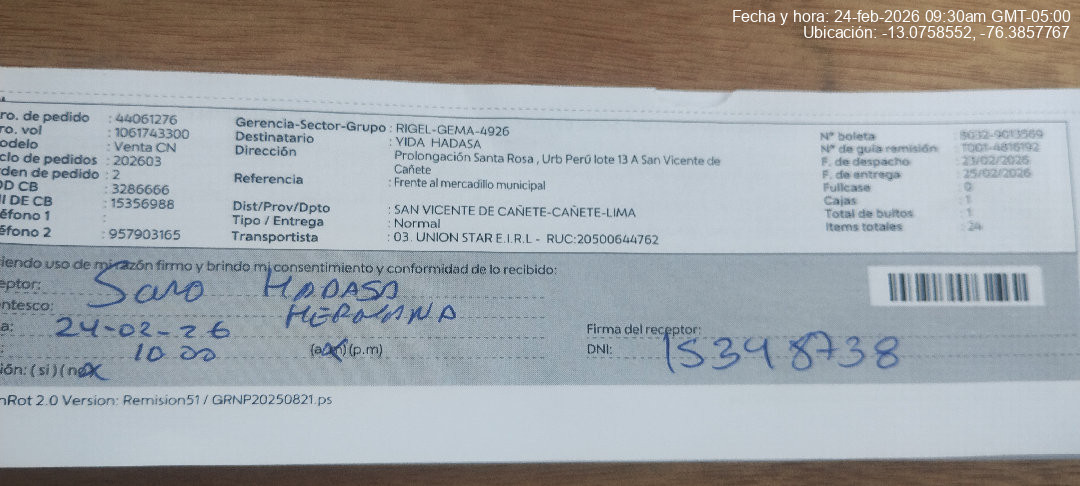 Fecha y hora: 24-feb-2026 09:30am GMT-05:00
Ubicación: -13.0758552, -76.3857767
ro. de pedido : 44061276
ro. vol : 1061743300
odelo : Venta CN
clo de pedidos : 202603
rden de pedido : 2
OD CB : 3286666
NI DE CB : 15356988
éfono 1 :
éfono 2 : 957903165
Gerencia-Sector-Grupo : RIGEL-GEMA-4926
Destinatario : YIDA HADASA
Dirección : Prolongación Santa Rosa , Urb Perú lote 13 A San Vicente de
Cañete
Referencia : Frente al mercadillo municipal
Dist/Prov/Dpto : SAN VICENTE DE CAÑETE-CAÑETE-LIMA
Tipo / Entrega : Normal
Transportista : 03. UNION STAR E.I.R.L - RUC:20500644762
N° boleta
N° de guía remisión : T001-4816192
F. de despacho : 23/02/2026
F. de entrega : 25/02/2026
Fullcase : 0
Cajas : 1
Total de bultos : 1
Items totales : 24
iendo uso de mi razón firmo y brindo mi consentimiento y conformidad de lo recibido:
eptor: Saro HADASA
entesco: HERMANA
a: 24-02-26
: 10 00 (a.m) (p.m)
Firma del receptor:
DNI: 15348738
ión: ( si ) ( no
nRot 2.0 Version: Remision51 / GRNP20250821.ps